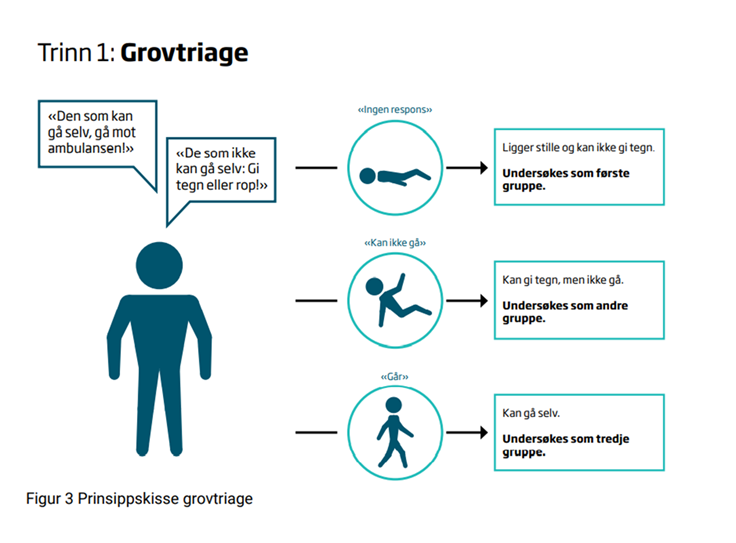 Trinn 1: Grovtriage
«Den som kan
gå selv, gå mot
ambulansen!»
«De som ikke
kan gå selv: Gi
tegn eller rop!»
«Ingen respons»
Ligger stille og kan ikke gi tegn.
Undersøkes som første
gruppe.
«Kan ikke gå»
Kan gi tegn, men ikke gå.
Undersøkes som andre
gruppe.
«Går»
Kan gå selv.
Undersøkes som tredje
gruppe.
Figur 3 Prinsippskisse grovtriage